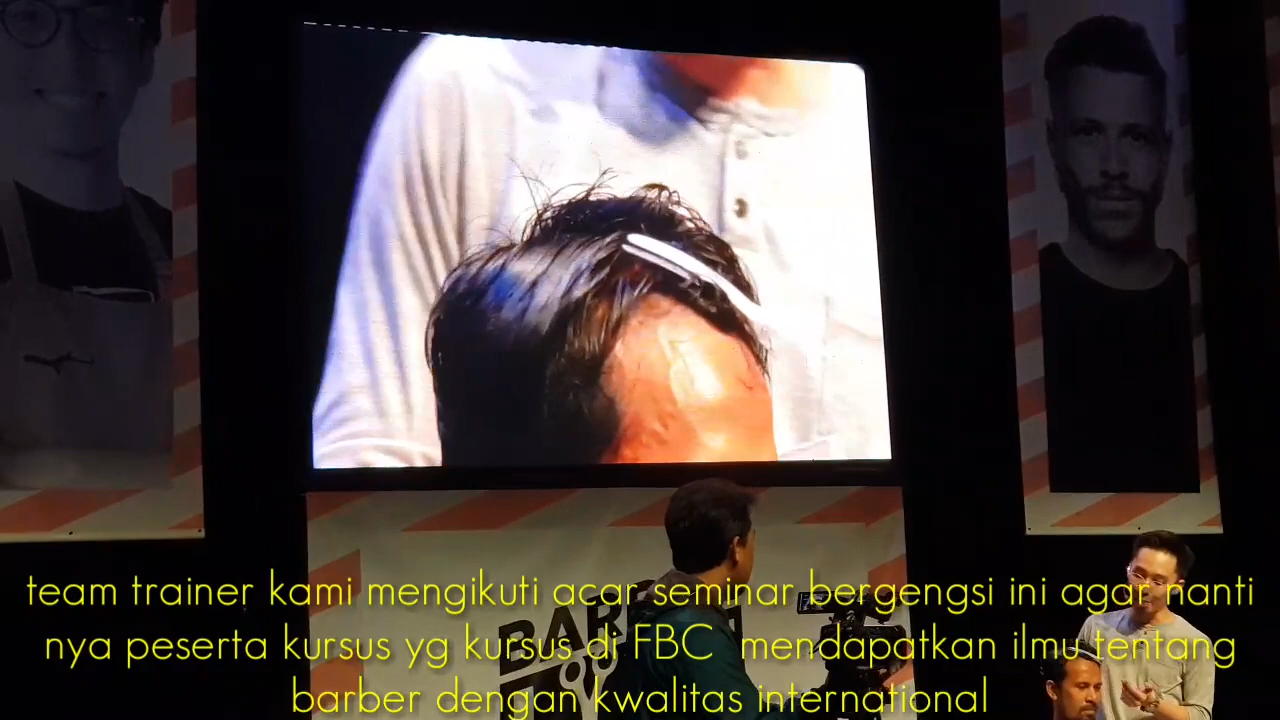 team trainer kami mengikuti acar seminar bergengsi ini agar nanti
nya peserta kursus yg kursus di FBC mendapatkan ilmu tentang
barber dengan kwalitas international